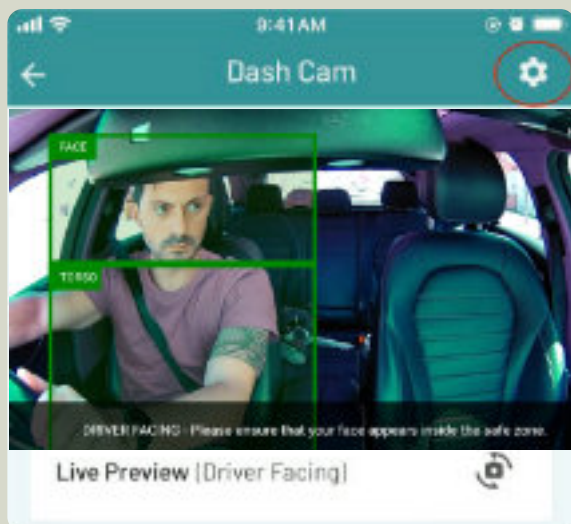 9:41 AM
Dash Cam
FACE
TORSO
DRIVER FACING - Please ensure that your face appears inside the safe zone.
Live Preview (Driver Facing)